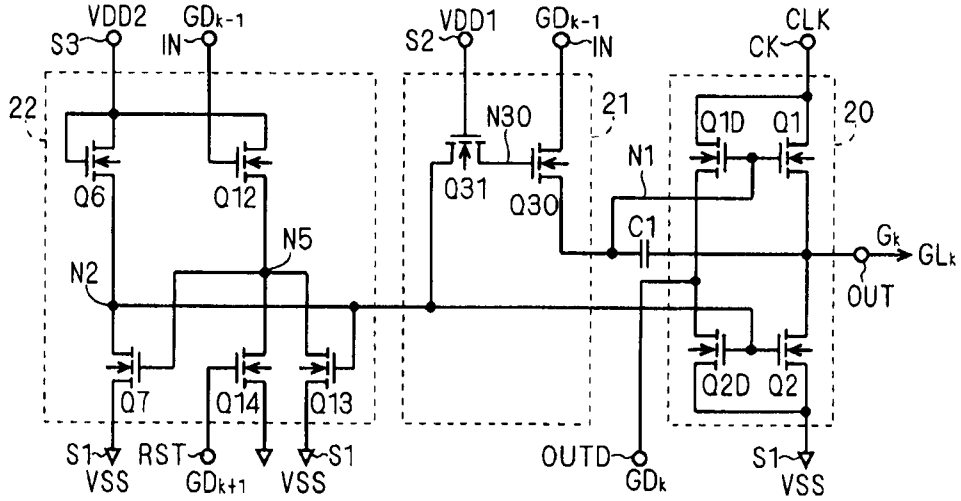 VDD2 GDk-1 VDD1 GDk-1 CLK
S3 IN S2 IN CK
22 21 20
N30 Q1D Q1
Q6 Q12 Q31 Q30 N1
C1
N2 N5 Gk GLk
OUT
Q7 Q14 Q13 Q2D Q2
S1 RST S1 OUTD S1
VSS GDk+1 VSS GDk VSS